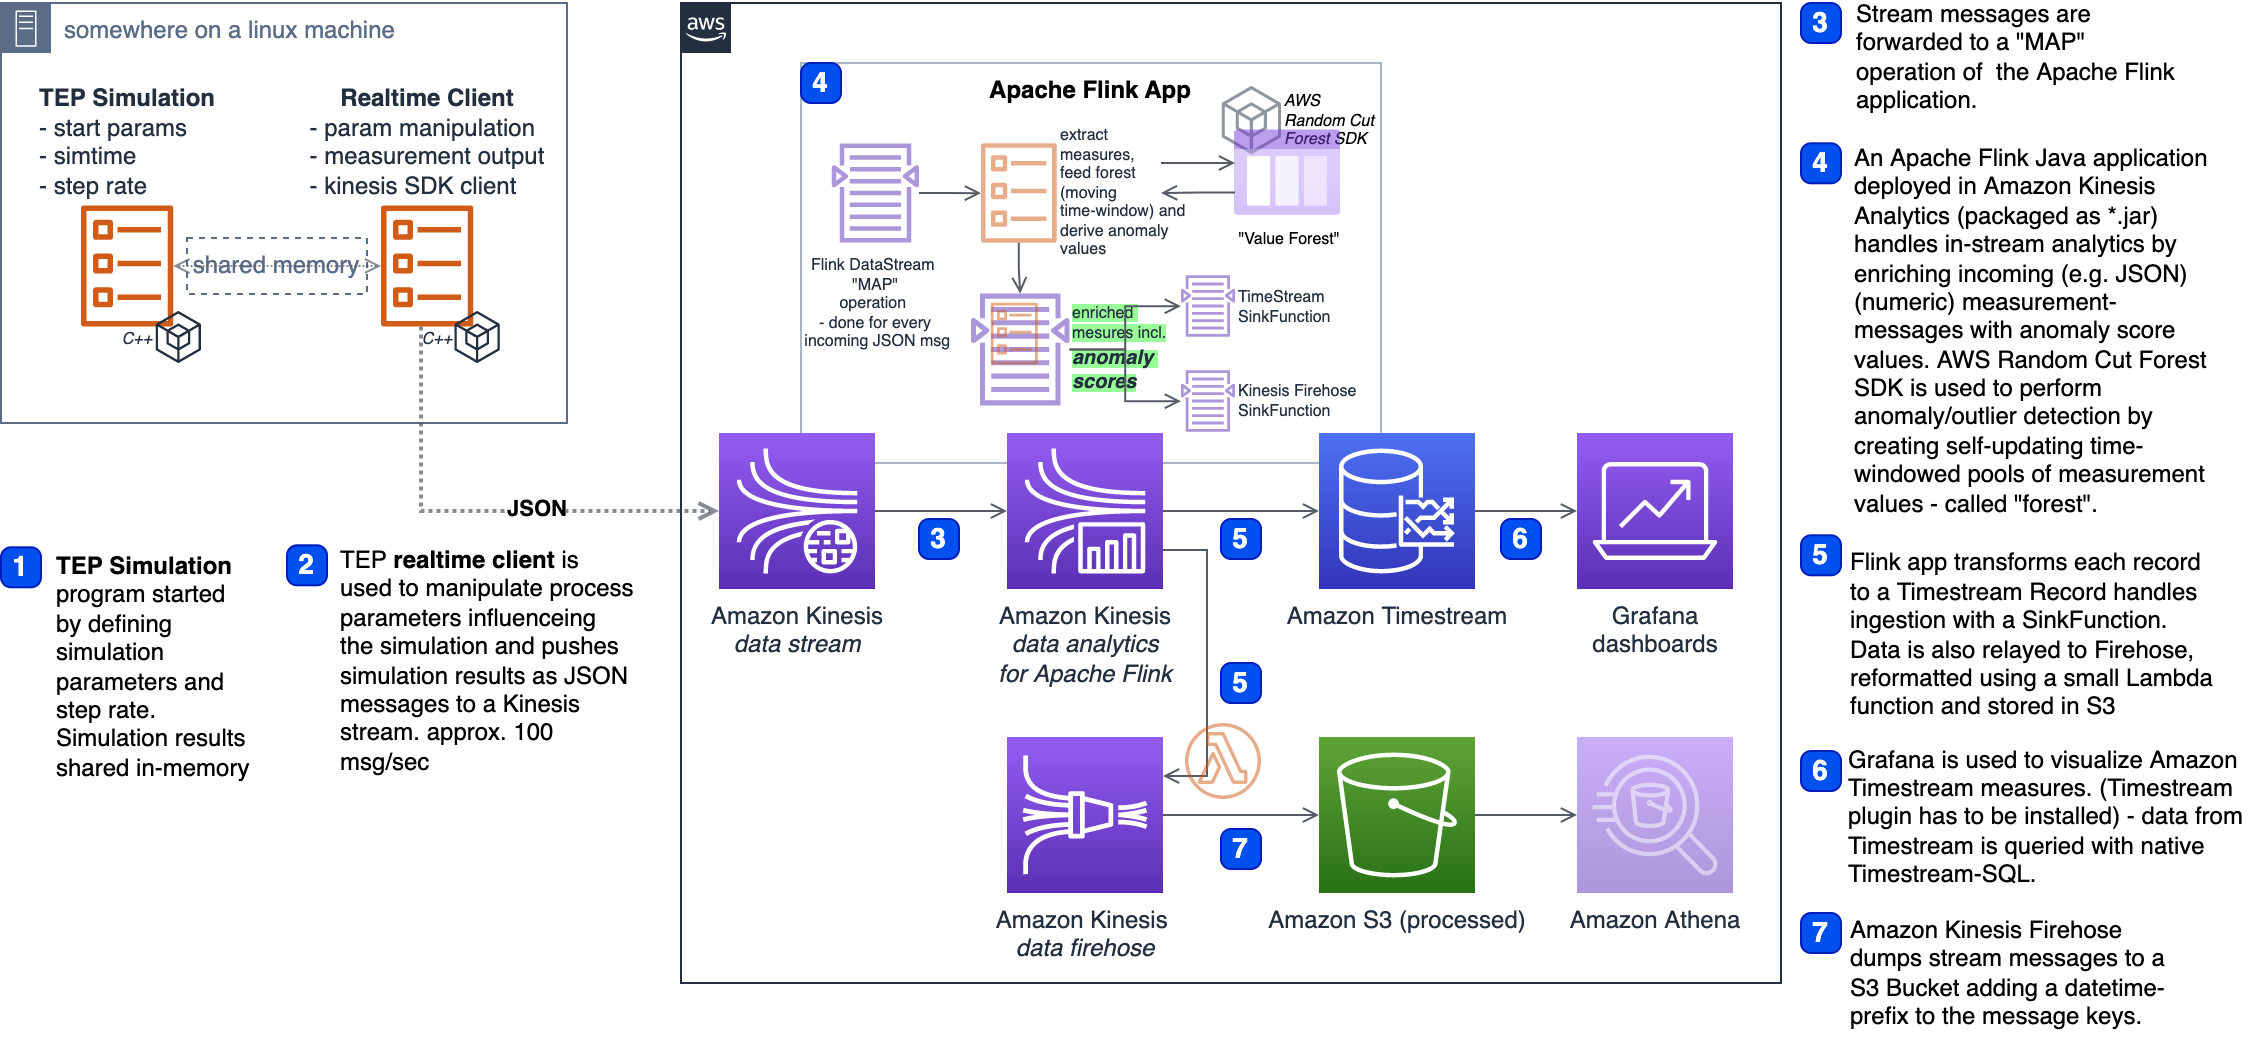 somewhere on a linux machine
TEP Simulation
- start params
- simtime
- step rate
Realtime Client
- param manipulation
- measurement output
- kinesis SDK client
shared memory
C++
C++
JSON
1
TEP Simulation
program started
by defining
simulation
parameters and
step rate.
Simulation results
shared in-memory
2
TEP realtime client is
used to manipulate process
parameters influenceing
the simulation and pushes
simulation results as JSON
messages to a Kinesis
stream. approx. 100
msg/sec
aws
4
Apache Flink App
AWS
Random Cut
Forest SDK
extract
measures,
feed forest
(moving
time-window) and
derive anomaly
values
"Value Forest"
Flink DataStream
"MAP"
operation
- done for every
incoming JSON msg
enriched
mesures incl.
anomaly
scores
TimeStream
SinkFunction
Kinesis Firehose
SinkFunction
3
5
6
Amazon Kinesis
data stream
Amazon Kinesis
data analytics
for Apache Flink
Amazon Timestream
Grafana
dashboards
5
7
Amazon Kinesis
data firehose
Amazon S3 (processed)
Amazon Athena
3
Stream messages are
forwarded to a "MAP"
operation of the Apache Flink
application.
4
An Apache Flink Java application
deployed in Amazon Kinesis
Analytics (packaged as *.jar)
handles in-stream analytics by
enriching incoming (e.g. JSON)
(numeric) measurement-
messages with anomaly score
values. AWS Random Cut Forest
SDK is used to perform
anomaly/outlier detection by
creating self-updating time-
windowed pools of measurement
values - called "forest".
5
Flink app transforms each record
to a Timestream Record handles
ingestion with a SinkFunction.
Data is also relayed to Firehose,
reformatted using a small Lambda
function and stored in S3
6
Grafana is used to visualize Amazon
Timestream measures. (Timestream
plugin has to be installed) - data from
Timestream is queried with native
Timestream-SQL.
7
Amazon Kinesis Firehose
dumps stream messages to a
S3 Bucket adding a datetime-
prefix to the message keys.